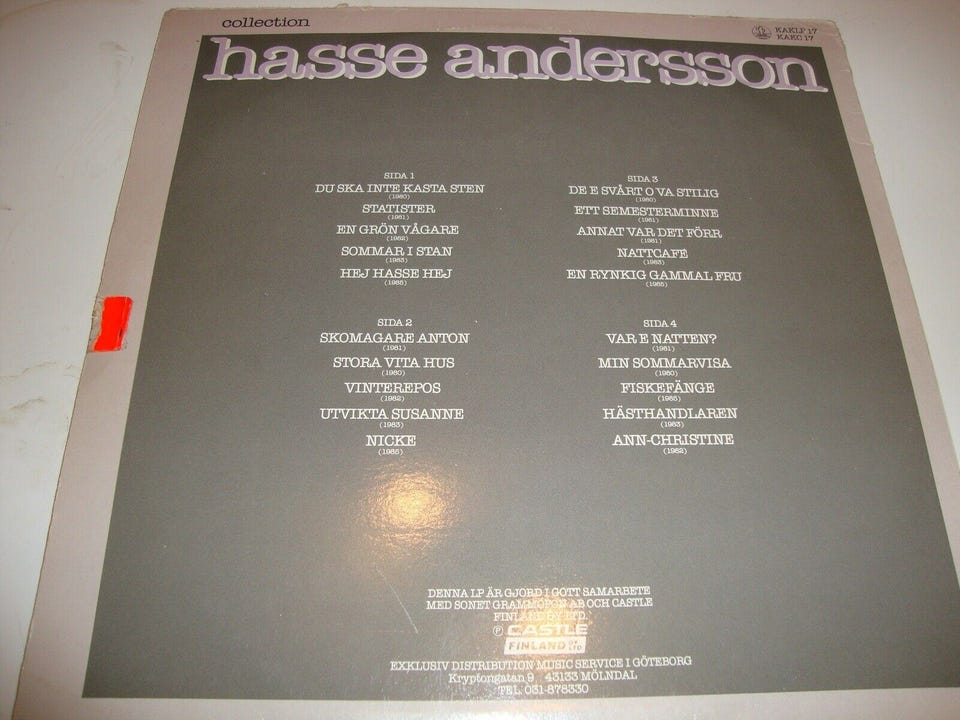 collection
KAKLP 17
KAKC 17
hasse andersson
SIDA 1
DU SKA INTE KASTA STEN
(1980)
STATISTER
(1981)
EN GRÖN VÅGARE
(1982)
SOMMAR I STAN
(1983)
HEJ HASSE HEJ
(1985)
SIDA 2
SKOMAGARE ANTON
(1981)
STORA VITA HUS
(1980)
VINTEREPOS
(1982)
UTVIKTA SUSANNE
(1983)
NICKE
(1985)
SIDA 3
DE E SVÅRT O VA STILIG
(1980)
ETT SEMESTERMINNE
(1981)
ANNAT VAR DET FÖRR
(1981)
NATTCAFE
(1983)
EN RYNKIG GAMMAL FRU
(1985)
SIDA 4
VAR E NATTEN?
(1981)
MIN SOMMARVISA
(1980)
FISKEFÄNGE
(1985)
HÄSTHANDLAREN
(1983)
ANN-CHRISTINE
(1982)
DENNA LP ÄR GJORD I GOTT SAMARBETE
MED SONET GRAMMOFON AB OCH CASTLE
FINLAND OY LTD.
Ⓟ CASTLE
FINLAND OY LTD
EXKLUSIV DISTRIBUTION MUSIC SERVICE I GÖTEBORG
Kryptongatan 9 43133 MÖLNDAL
TEL. 031-878330